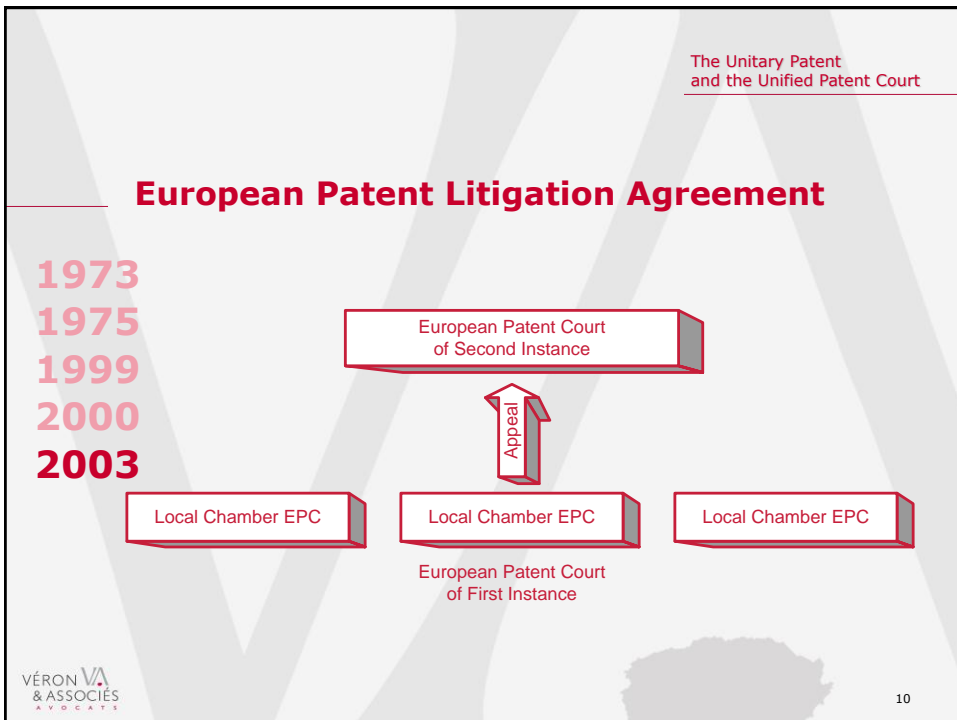 The Unitary Patent
and the Unified Patent Court
European Patent Litigation Agreement
1973
1975
1999
2000
2003
European Patent Court
of Second Instance
Appeal
Local Chamber EPC
Local Chamber EPC
Local Chamber EPC
European Patent Court
of First Instance
VÉRON VA
& ASSOCIÉS
AVOCATS
10